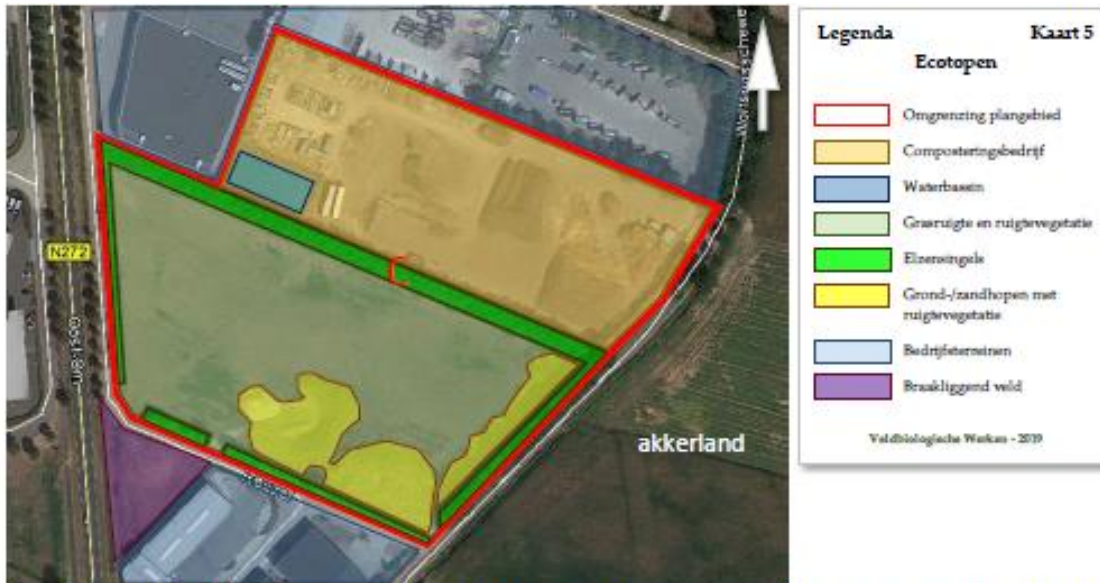 N272
akkerland
Legenda Kaart 5
Ecotopen
Omgrenzing plangebied
Composteringsbedrijf
Waterbassin
Grasruigte en ruigtevegetatie
Elzensingels
Grond-/zandhopen met
ruigtevegetatie
Bedrijfsterreinen
Braakliggend veld
Veldbiologische Werken - 2019